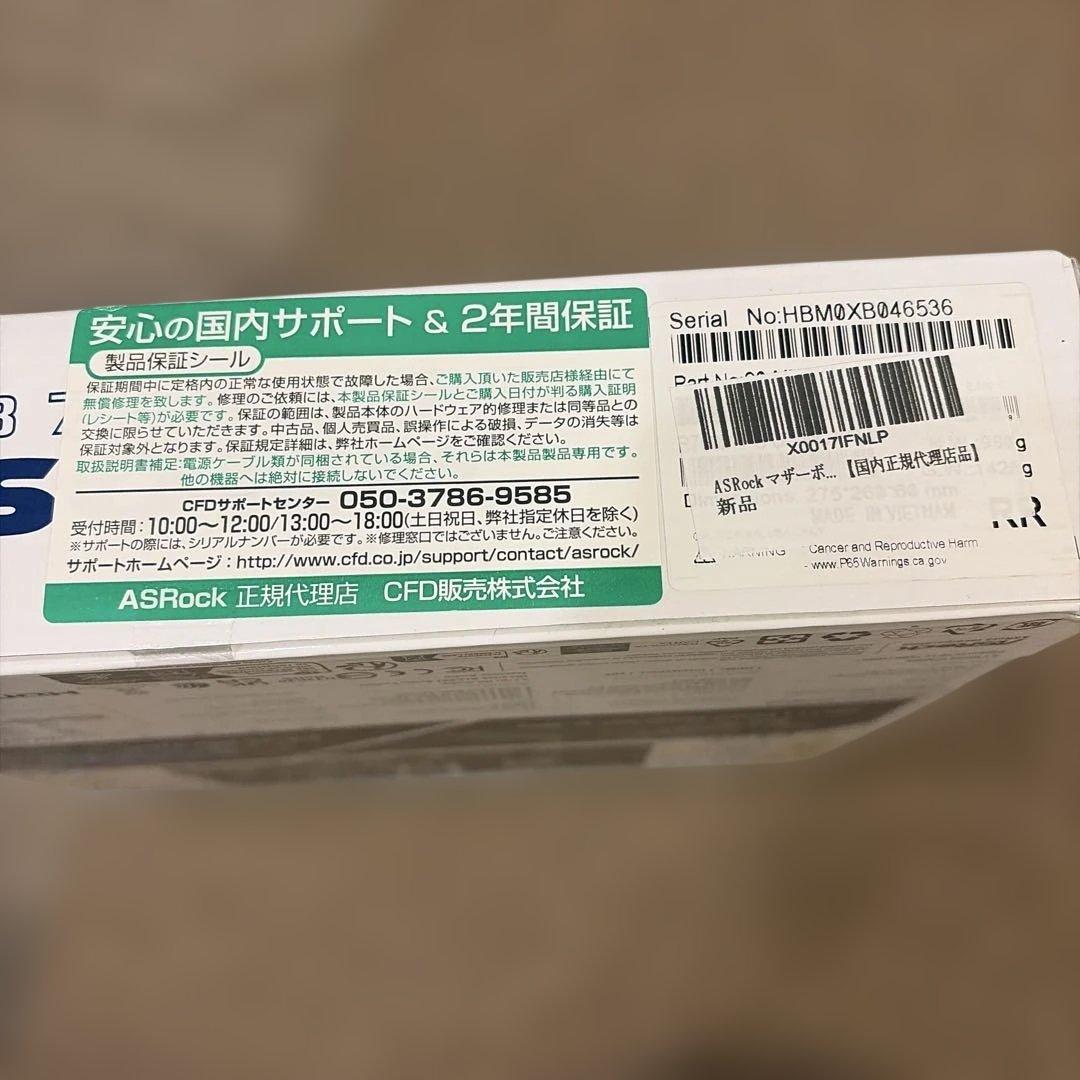 安心の国内サポート & 2年間保証
製品保証シール
保証期間中に定格内の正常な使用状態で故障した場合、ご購入頂いた販売店様経由にて
無償修理を致します。修理のご依頼には、本製品保証シールとご購入日付が判る購入証明
(レシート等)が必要です。保証の範囲は、製品本体のハードウェア的修理または同等品との
交換に限らせていただきます。中古品、個人売買品、誤操作による破損、データの消失等は
保証対象外となります。保証規定詳細は、弊社ホームページをご確認ください。
取扱説明書補足:電源ケーブル類が同梱されている場合、それらは本製品製品専用です。
他の機器へは絶対に接続しないでください。
CFDサポートセンター 050-3786-9585
受付時間:10:00〜12:00/13:00〜18:00(土日祝日、弊社指定休日を除く)
※サポートの際には、シリアルナンバーが必要です。※修理窓口ではございません。ご注意ください。
サポートホームページ:http://www.cfd.co.jp/support/contact/asrock/
ASRock 正規代理店 CFD販売株式会社
Serial No:HBM0XB046536
Part No
X0017IFNLP
ASRock マザーボ...【国内正規代理店品】
新品
g
g
MADE IN VIETNAM
WARNING Cancer and Reproductive Harm
- www.P65Warnings.ca.gov